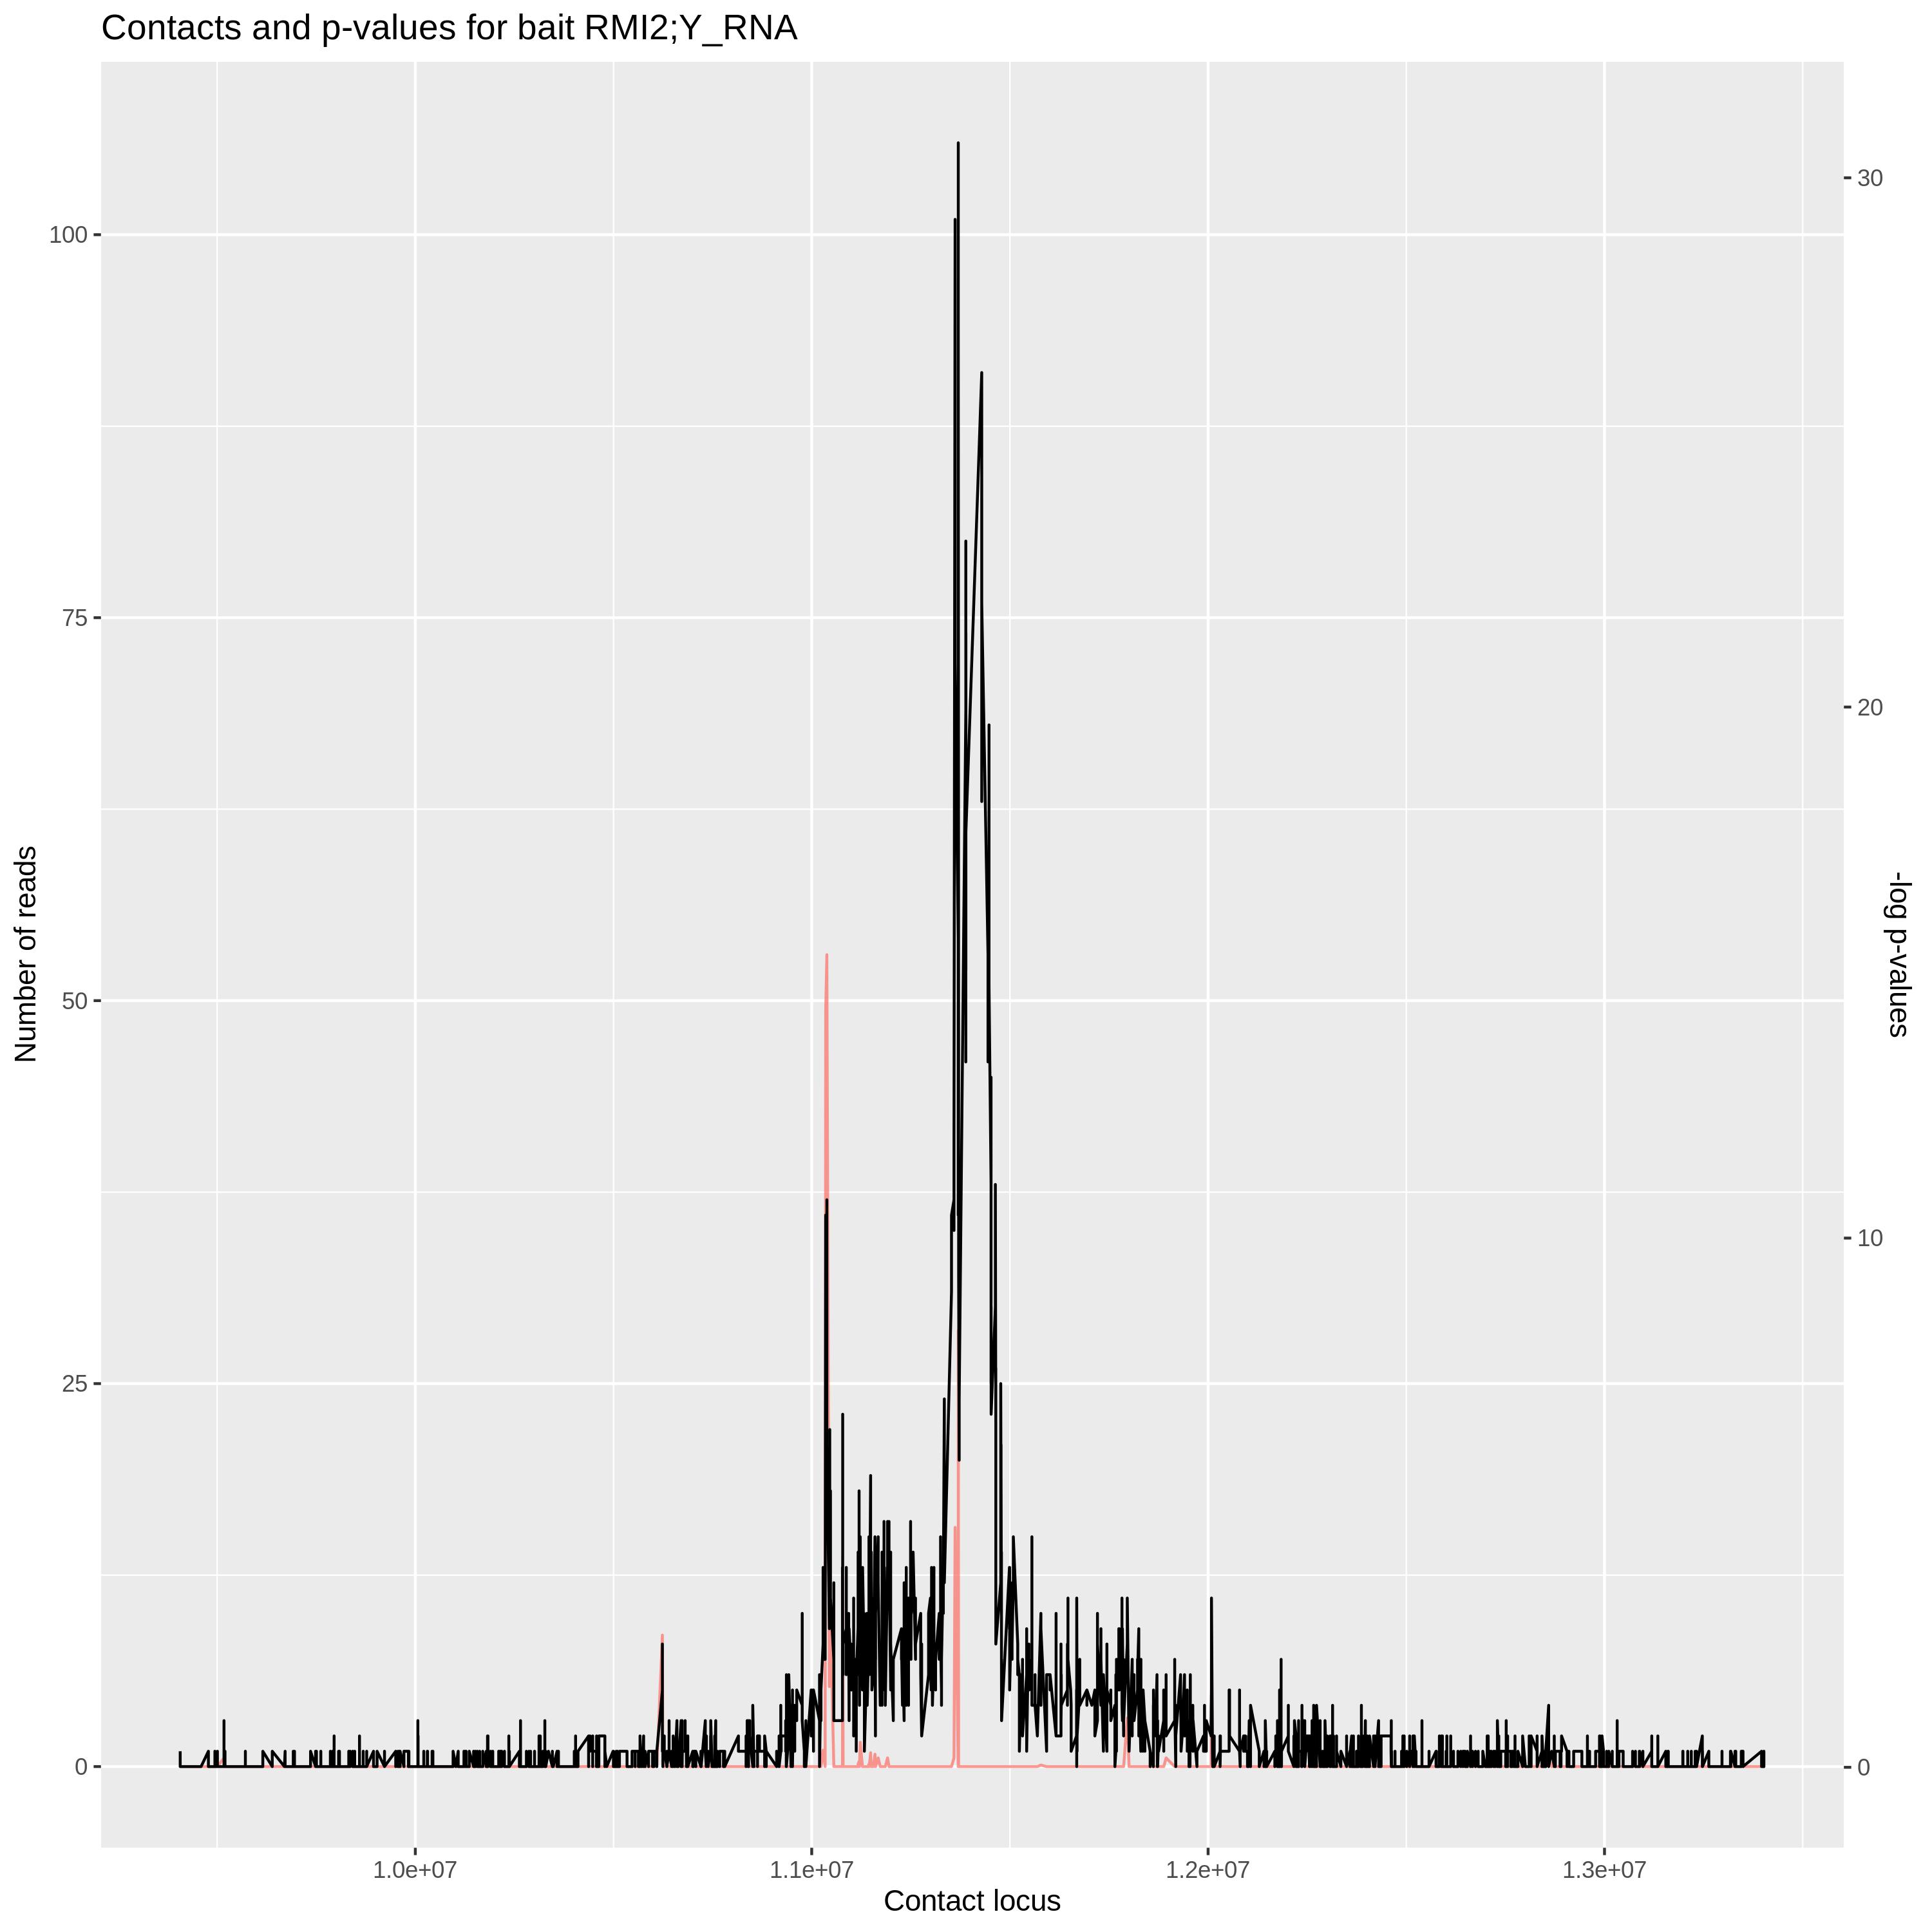 Contacts and p-values for bait RMI2;Y_RNA
Number of reads
100
75
50
25
0
30
20
10
0
-log p-values
1.0e+07
1.1e+07
1.2e+07
1.3e+07
Contact locus